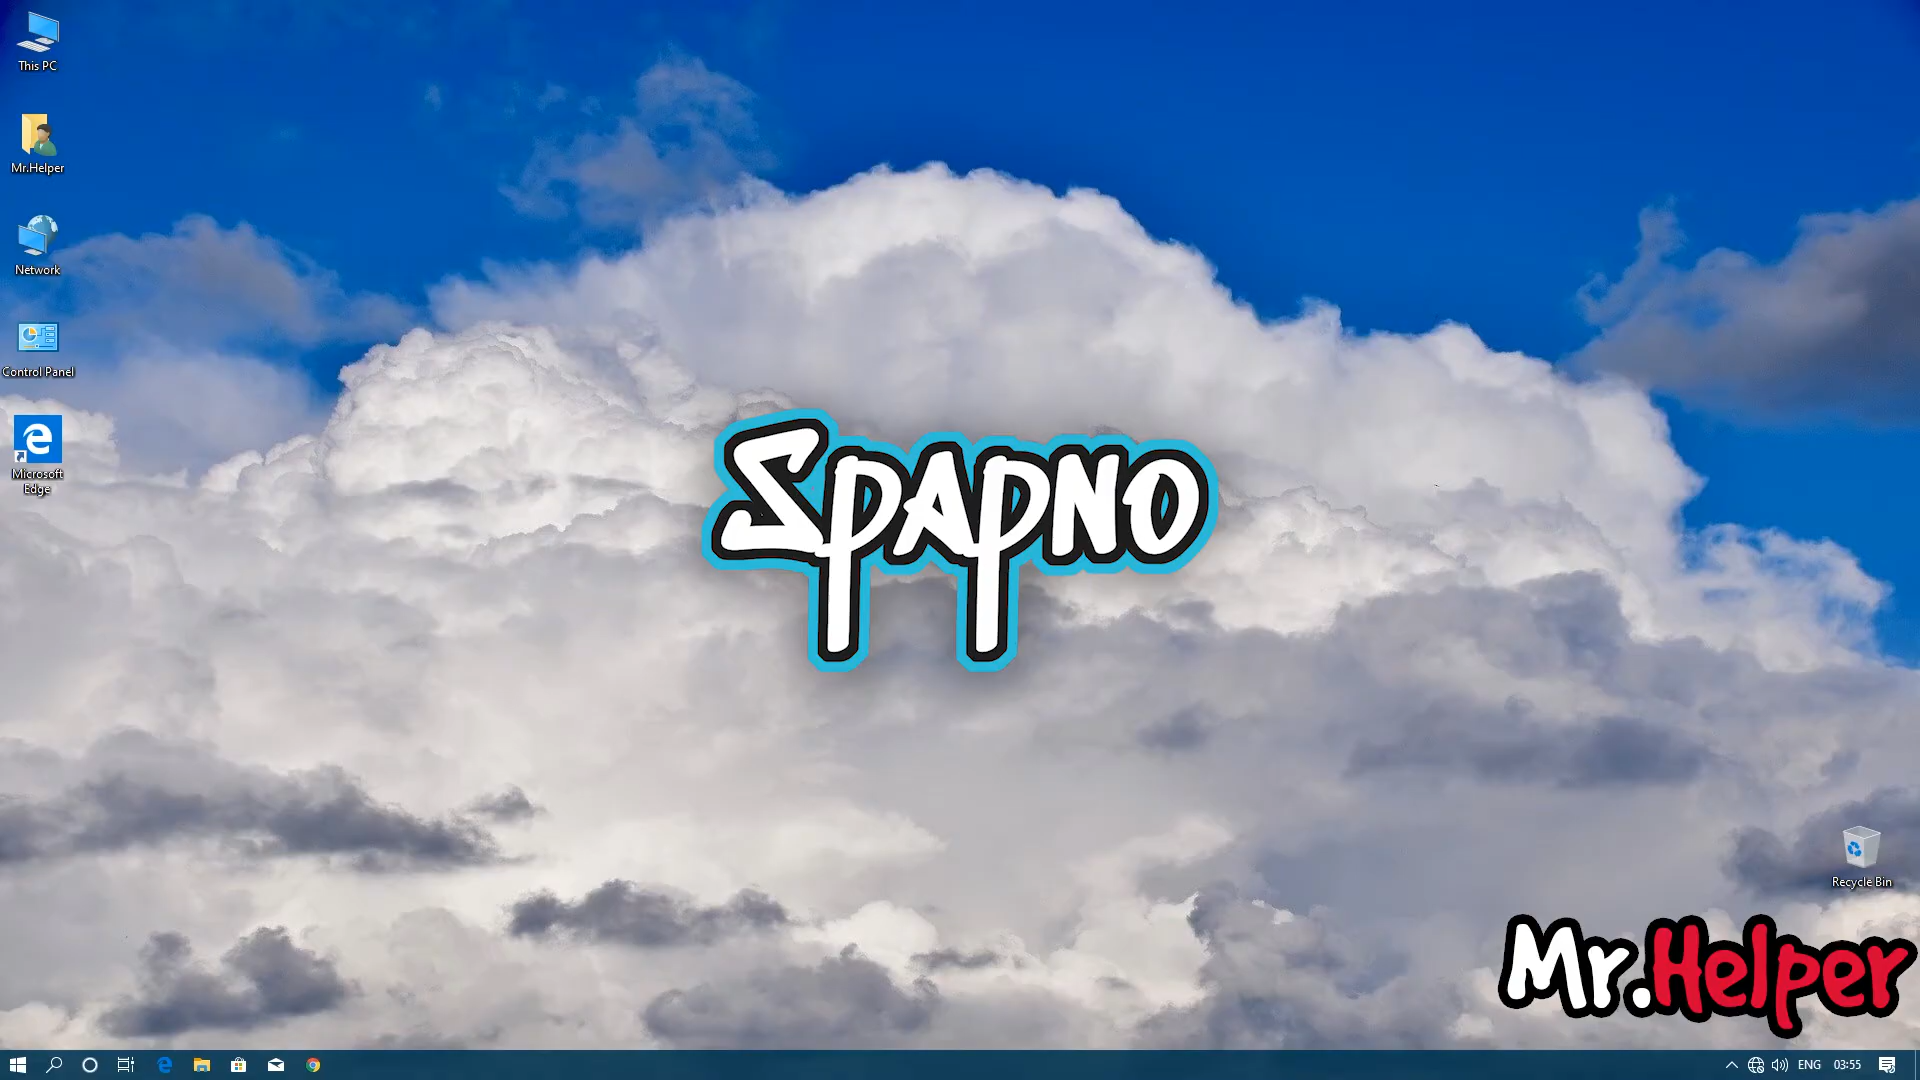 This PC
Mr.Helper
Network
Control Panel
Microsoft
Edge
Spapno
Recycle Bin
Mr.Helper
ENG
03:55